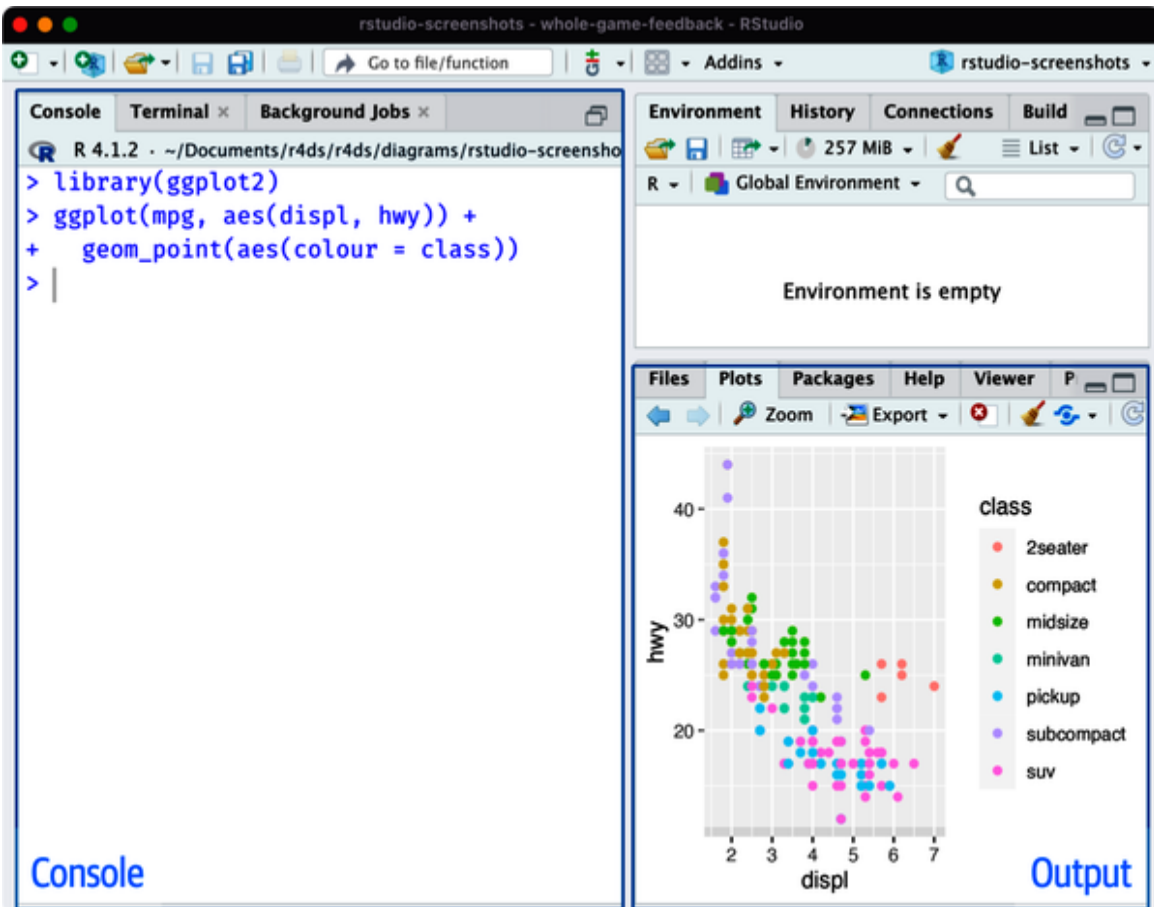 rstudio-screenshots - whole-game-feedback - RStudio
Go to file/function
Addins
rstudio-screenshots
Console Terminal Background Jobs
R 4.1.2 · ~/Documents/r4ds/r4ds/diagrams/rstudio-screensho
> library(ggplot2)
> ggplot(mpg, aes(displ, hwy)) +
+   geom_point(aes(colour = class))
>
Console
Environment History Connections Build
257 MiB List
R Global Environment
Environment is empty
Files Plots Packages Help Viewer P
Zoom Export
40
30
20
hwy
2 3 4 5 6 7
displ
class
2seater
compact
midsize
minivan
pickup
subcompact
suv
Output